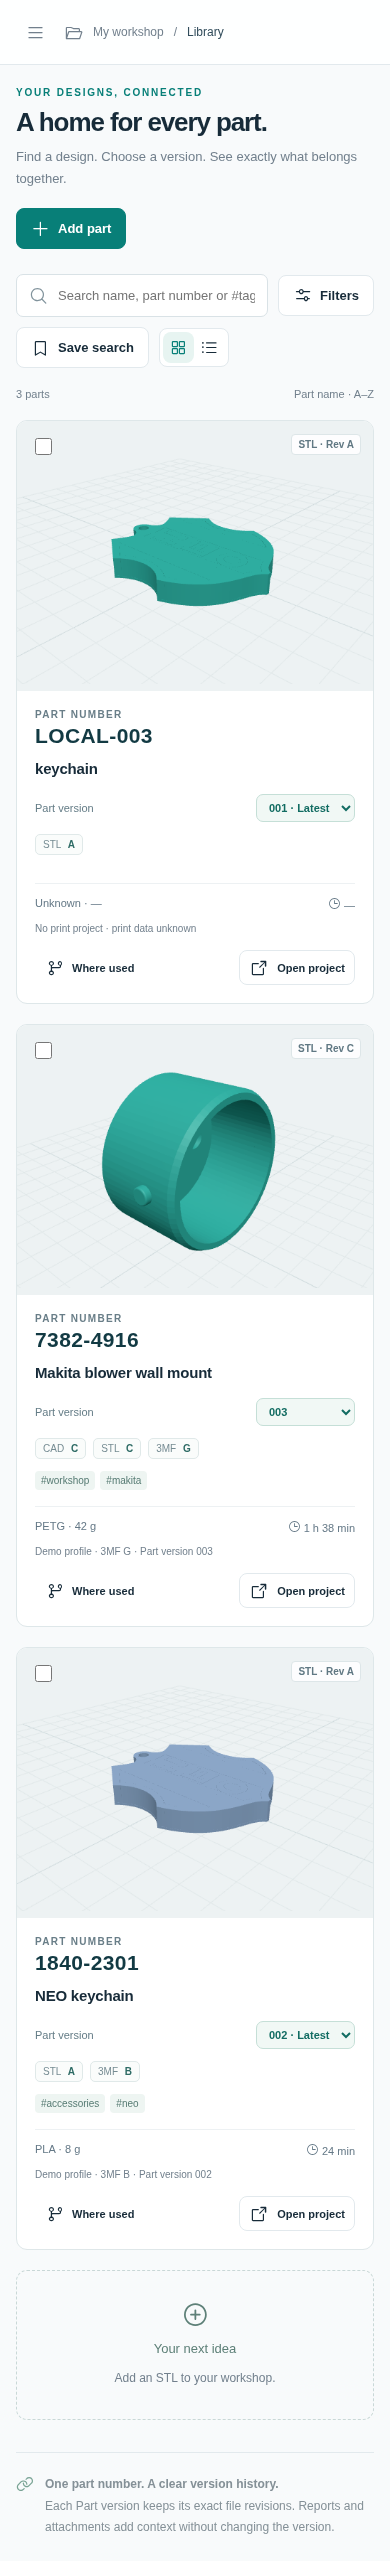 My workshop / Library
YOUR DESIGNS, CONNECTED
A home for every part.
Find a design. Choose a version. See exactly what belongs
together.
Add part
Search name, part number or #tag
Filters
Save search
3 parts
Part name · A–Z
STL · Rev A
PART NUMBER
LOCAL-003
keychain
Part version
001 · Latest
STL A
Unknown · —
—
No print project · print data unknown
Where used
Open project
STL · Rev C
PART NUMBER
7382-4916
Makita blower wall mount
Part version
003
CAD C STL C 3MF G
#workshop #makita
PETG · 42 g
1 h 38 min
Demo profile · 3MF G · Part version 003
Where used
Open project
STL · Rev A
PART NUMBER
1840-2301
NEO keychain
Part version
002 · Latest
STL A 3MF B
#accessories #neo
PLA · 8 g
24 min
Demo profile · 3MF B · Part version 002
Where used
Open project
Your next idea
Add an STL to your workshop.
One part number. A clear version history.
Each Part version keeps its exact file revisions. Reports and
attachments add context without changing the version.